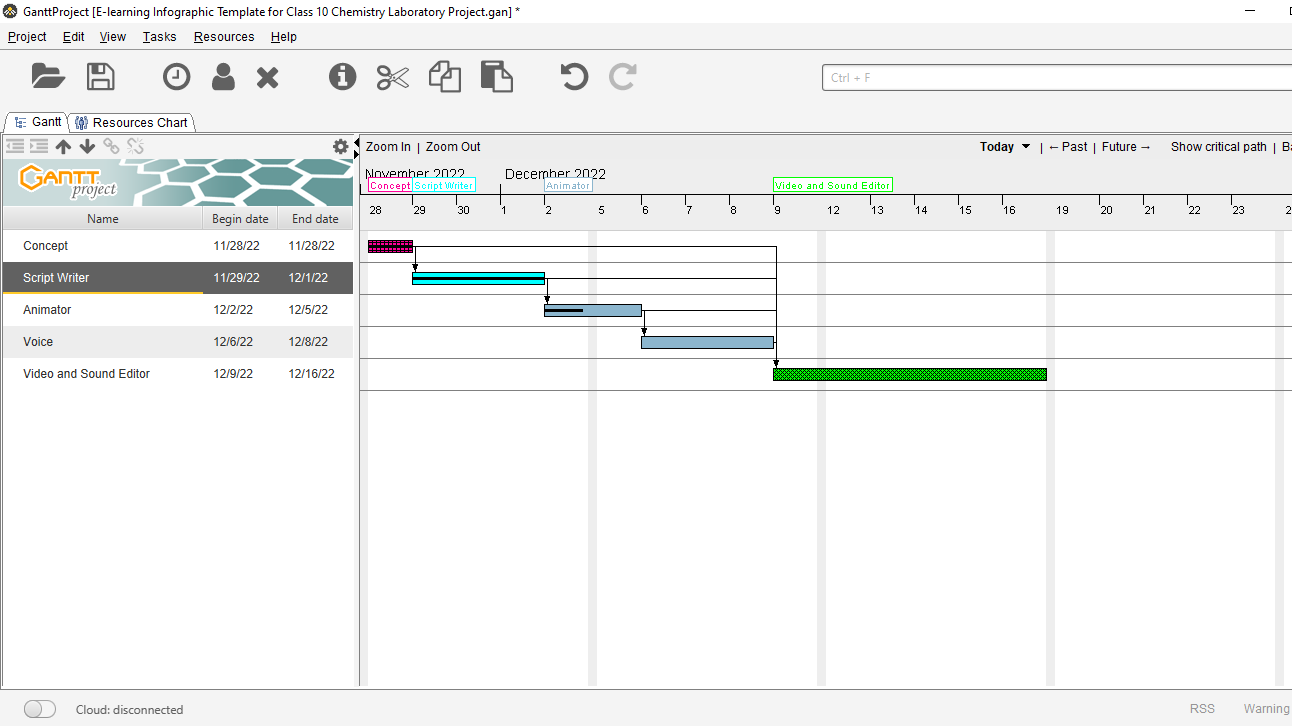 GanttProject [E-learning Infographic Template for Class 10 Chemistry Laboratory Project.gan] *
Project Edit View Tasks Resources Help
Ctrl + F
Gantt Resources Chart
Zoom In | Zoom Out Today | ← Past | Future → Show critical path | Ba
GANTT project
November 2022 December 2022
Concept Script Writer Animator Video and Sound Editor
28 29 30 1 2 5 6 7 8 9 12 13 14 15 16 19 20 21 22 23 2
Name Begin date End date
Concept 11/28/22 11/28/22
Script Writer 11/29/22 12/1/22
Animator 12/2/22 12/5/22
Voice 12/6/22 12/8/22
Video and Sound Editor 12/9/22 12/16/22
Cloud: disconnected RSS Warning